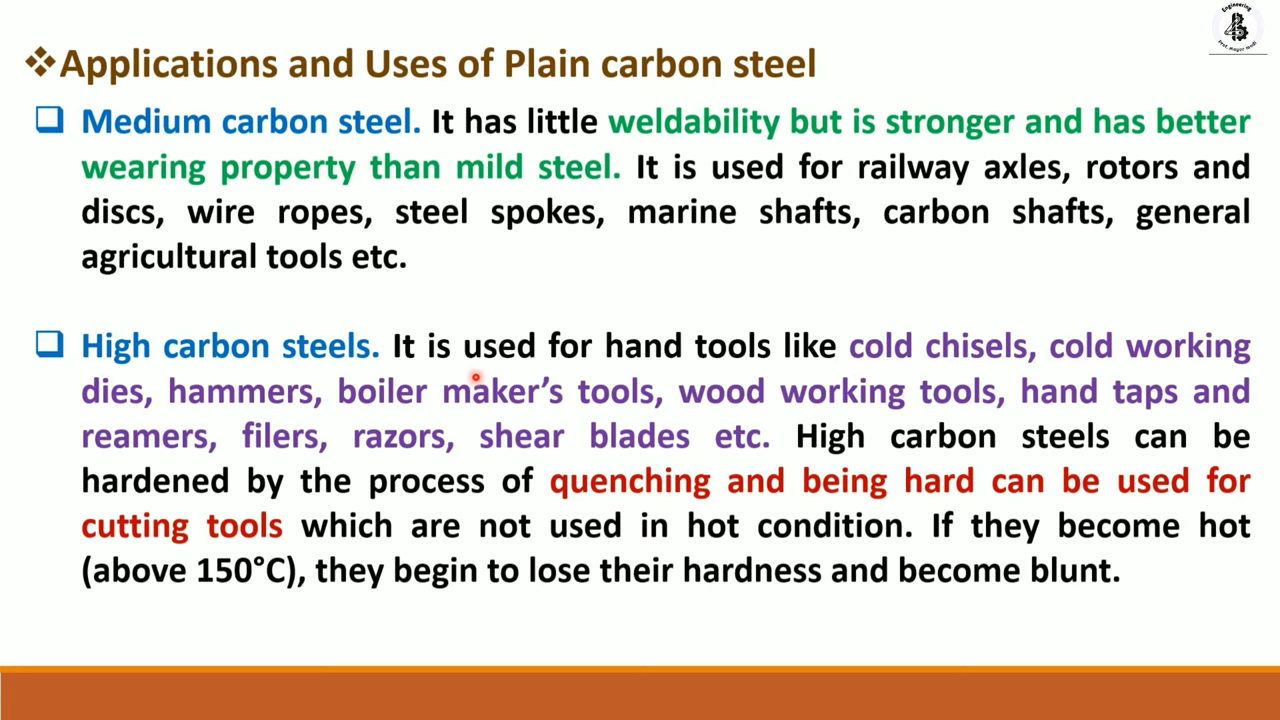 Engineering
Prof. Mayur Modi
❖Applications and Uses of Plain carbon steel
❑ Medium carbon steel. It has little weldability but is stronger and has better
wearing property than mild steel. It is used for railway axles, rotors and
discs, wire ropes, steel spokes, marine shafts, carbon shafts, general
agricultural tools etc.
❑ High carbon steels. It is used for hand tools like cold chisels, cold working
dies, hammers, boiler maker’s tools, wood working tools, hand taps and
reamers, filers, razors, shear blades etc. High carbon steels can be
hardened by the process of quenching and being hard can be used for
cutting tools which are not used in hot condition. If they become hot
(above 150°C), they begin to lose their hardness and become blunt.